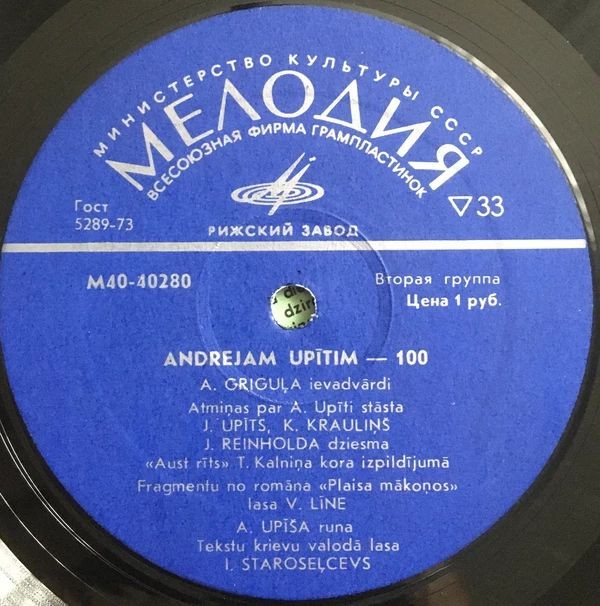 МИНИСТЕРСТВО КУЛЬТУРЫ СССР
МЕЛОДИЯ
ВСЕСОЮЗНАЯ ФИРМА ГРАМПЛАСТИНОК
Гост
5289-73
▽33
РИЖСКИЙ ЗАВОД
М40-40280
Вторая группа
Цена 1 руб.
dzir
ANDREJAM UPĪTIM — 100
A. GRIGUĻA ievadvārdi
Atmiņas par A. Upīti stāsta
J. UPĪTS, K. KRAULIŅŠ
J. REINHOLDA dziesma
«Aust rīts» T. Kalniņa kora izpildījumā
Fragmentu no romāna «Plaisa mākoņos»
lasa V. LĪNE
A. UPĪŠA runa
Tekstu krievu valodā lasa
I. STAROSEĻCEVS